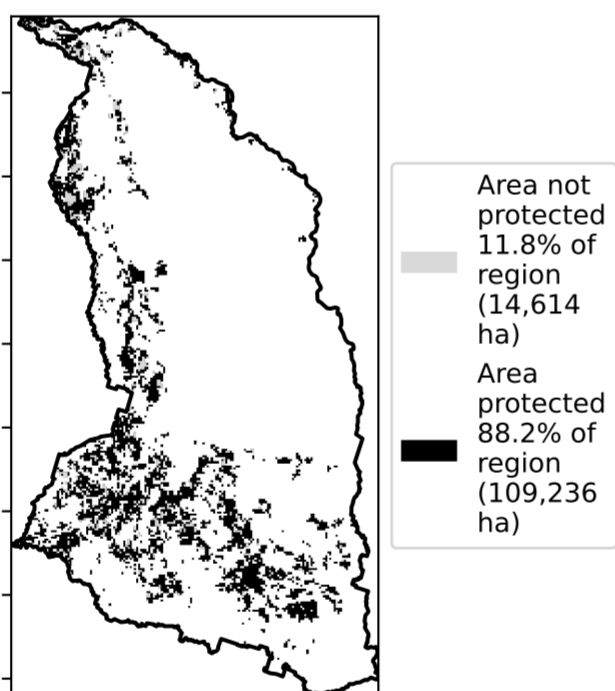 Area not
protected
11.8% of
region
(14,614
ha)
Area
protected
88.2% of
region
(109,236
ha)